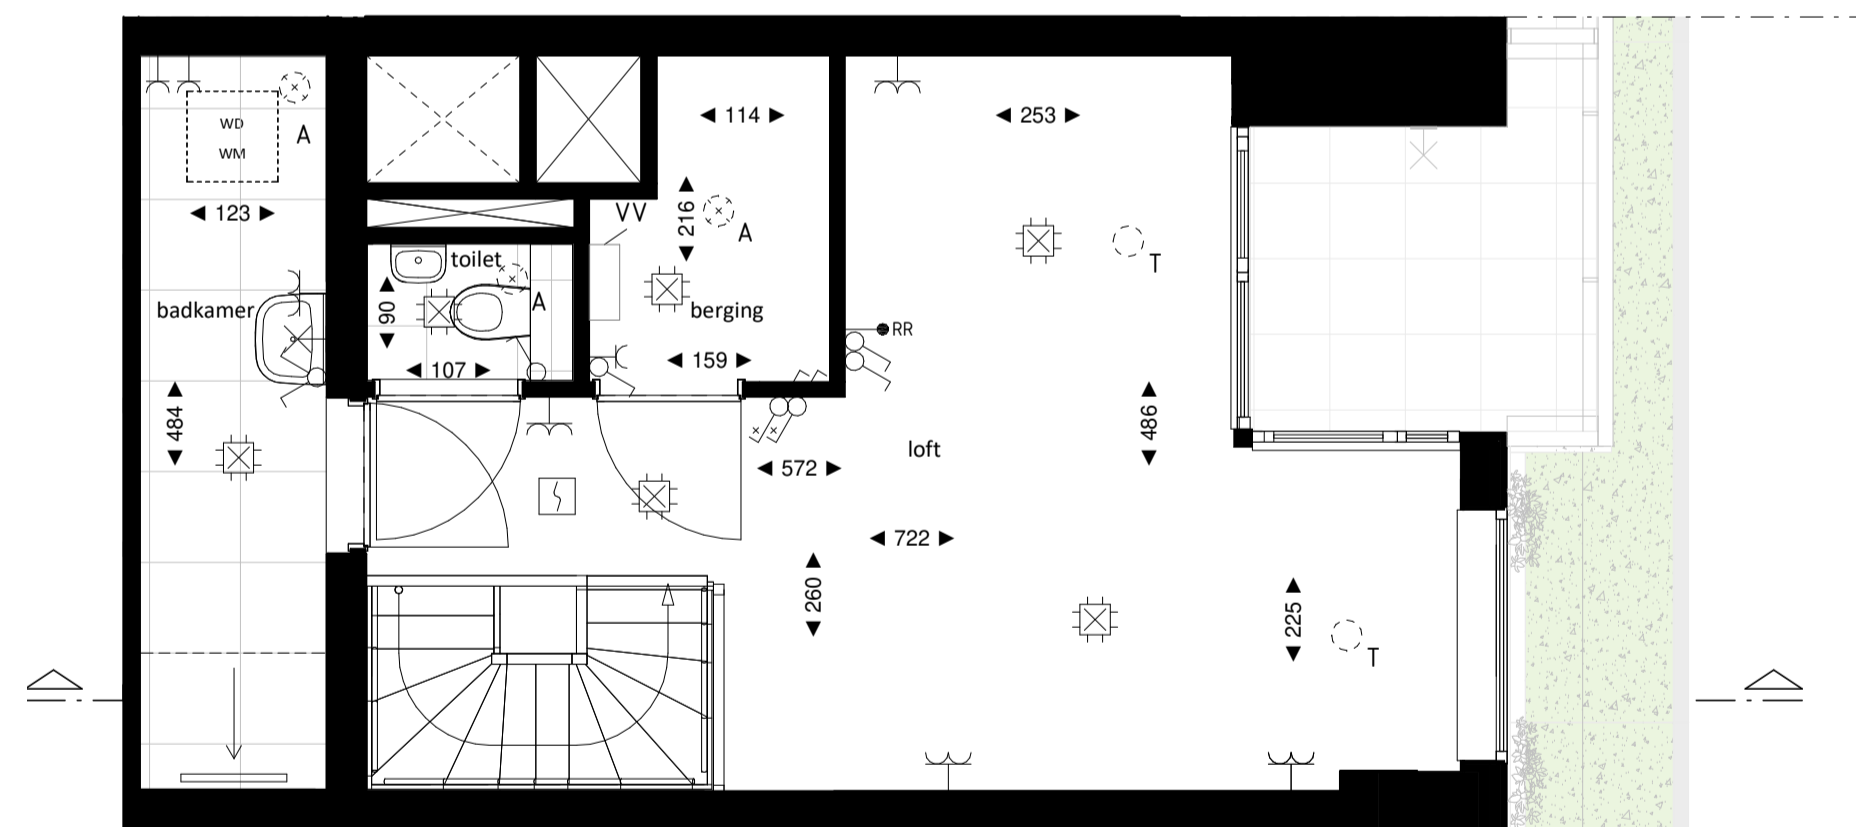 WD
WM
A
123
badkamer
484
toilet
A
90
107
VV
114
216
A
berging
159
253
T
RR
486
loft
572
722
260
225
T